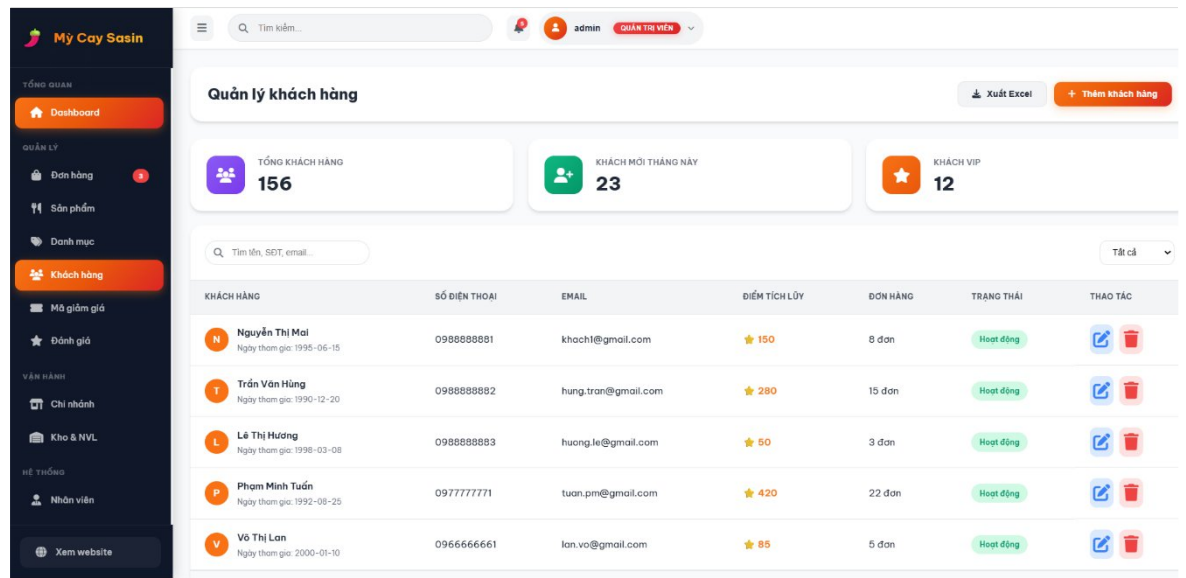 Mỳ Cay Sasin
Tìm kiếm...
3
admin
QUẢN TRỊ VIÊN
TỔNG QUAN
Dashboard
QUẢN LÝ
Đơn hàng
3
Sản phẩm
Danh mục
Khách hàng
Mã giảm giá
Đánh giá
VẬN HÀNH
Chi nhánh
Kho & NVL
HỆ THỐNG
Nhân viên
Xem website
Quản lý khách hàng
Xuất Excel
+ Thêm khách hàng
TỔNG KHÁCH HÀNG
156
KHÁCH MỚI THÁNG NÀY
23
KHÁCH VIP
12
Tìm tên, SĐT, email...
Tất cả
KHÁCH HÀNG SỐ ĐIỆN THOẠI EMAIL ĐIỂM TÍCH LŨY ĐƠN HÀNG TRẠNG THÁI THAO TÁC
N Nguyễn Thị Mai 0988888881 khach1@gmail.com 150 8 đơn Hoạt động
Ngày tham gia: 1995-06-15
T Trần Văn Hùng 0988888882 hung.tran@gmail.com 280 15 đơn Hoạt động
Ngày tham gia: 1990-12-20
L Lê Thị Hương 0988888883 huong.le@gmail.com 50 3 đơn Hoạt động
Ngày tham gia: 1998-03-08
P Phạm Minh Tuấn 0977777771 tuan.pm@gmail.com 420 22 đơn Hoạt động
Ngày tham gia: 1992-08-25
V Võ Thị Lan 0966666661 lan.vo@gmail.com 85 5 đơn Hoạt động
Ngày tham gia: 2000-01-10